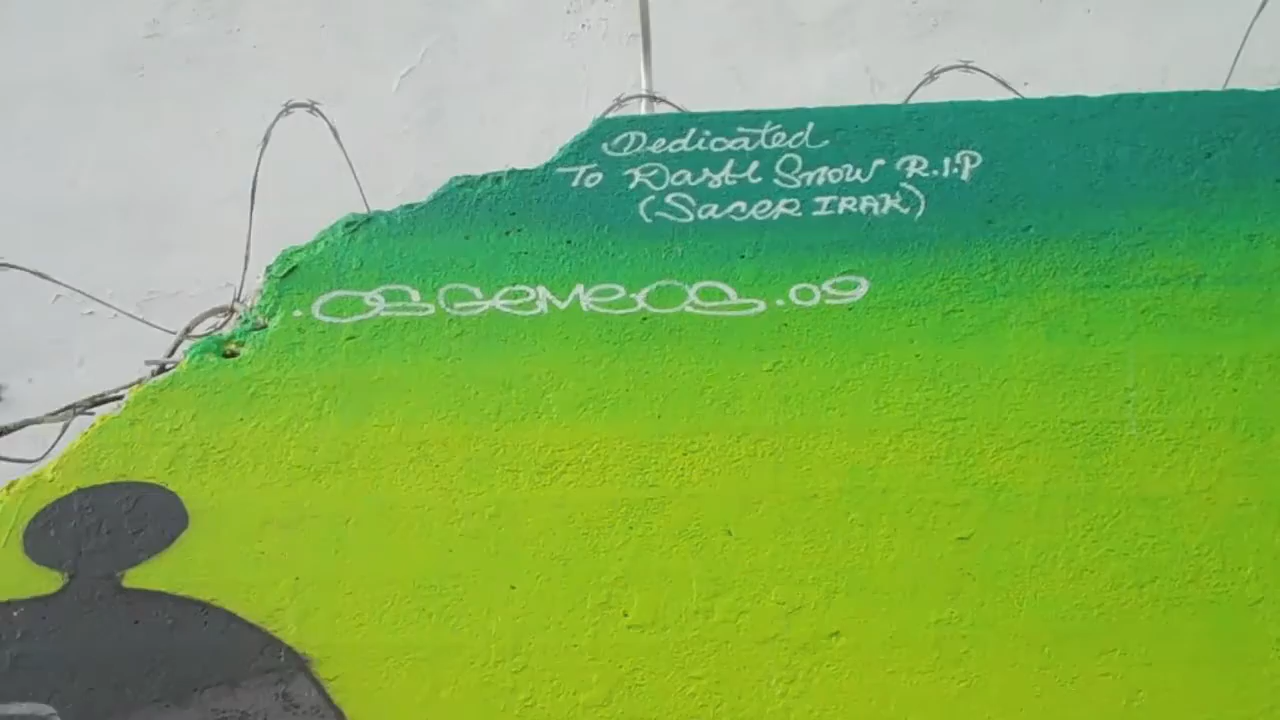 Dedicated
To Dash Snow R.I.P
(Sacer IRAK)
.OSGEMEOS.09